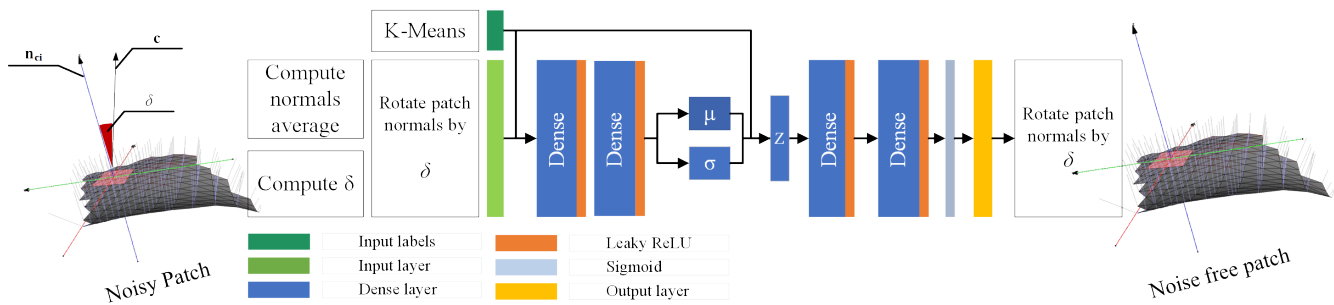 n_ci
c
δ
Noisy Patch
Compute
normals
average
Compute δ
K-Means
Rotate patch
normals by
δ
Dense
Dense
μ
σ
z
Dense
Dense
Rotate patch
normals by
δ
Noise free patch
Input labels
Input layer
Dense layer
Leaky ReLU
Sigmoid
Output layer